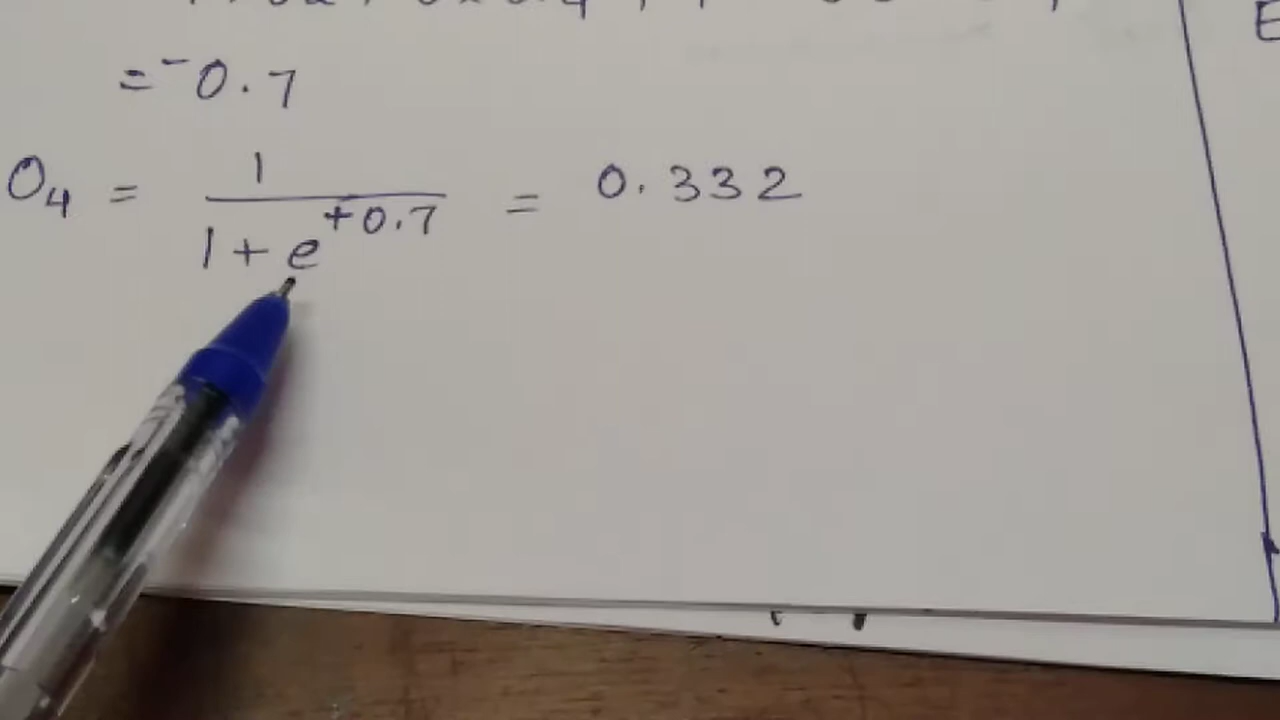 = -0.7
O4 = 1 / 1 + e^+0.7 = 0.332